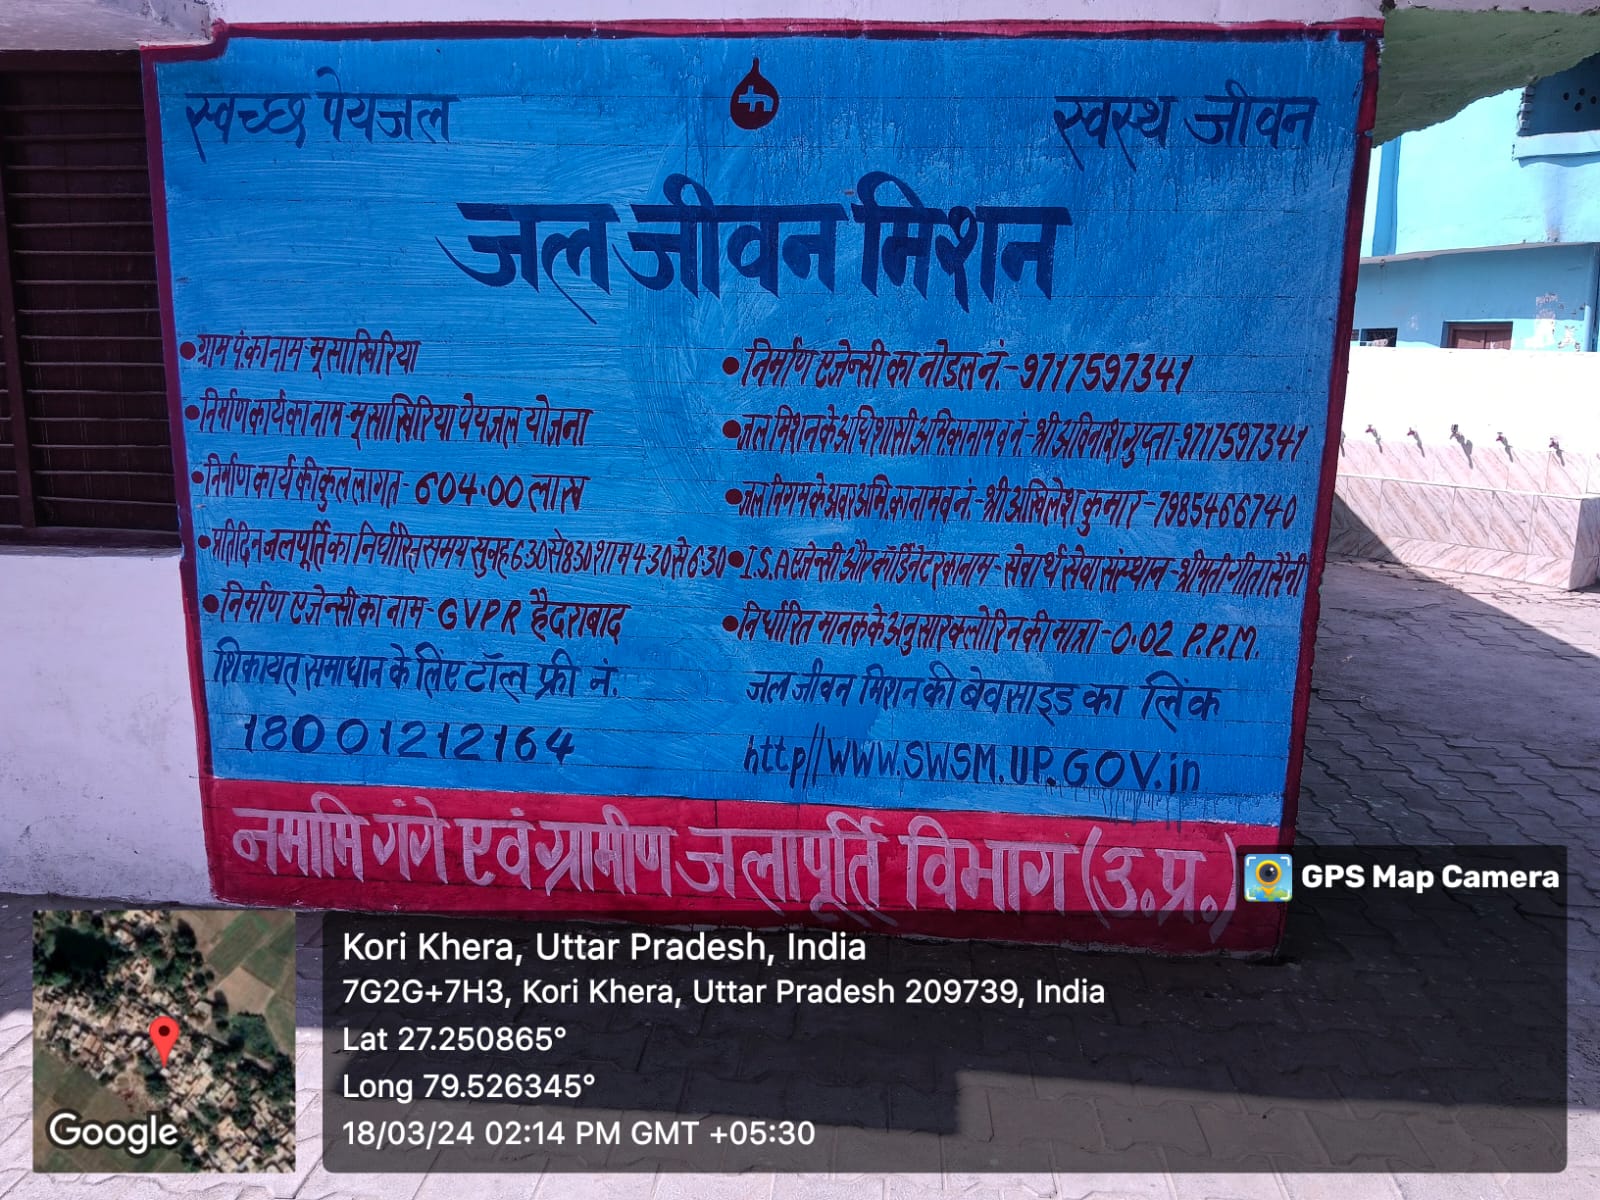 स्वच्छ पेयजल
स्वस्थ जीवन
जल जीवन मिशन
•ग्राम पं.का नाम-मूसाखिरिया
•निर्माण कार्य का नाम-मूसाखिरिया पेयजल योजना
•निर्माण कार्य की कुल लागत-604.00 लाख
•प्रतिदिन जलपूर्ति का निर्धारित समय सुबह 6:30 से 8:30 शाम 4:30 से 6:30
•निर्माण एजेन्सी का नाम-GVPR हैदराबाद
शिकायत समाधान के लिए टॉल फ्री नं.
18001212164
•निर्माण एजेन्सी का नोडल नं.-9717597341
•जल मिशन के अधिशासी अभि.का नाम व नं.-श्री अविनाश गुप्ता-9717597341
•जल निगम के अवर अभि.का नाम व नं.-श्री अखिलेश कुमार-7985466740
•I.S.A एजेन्सी और कॉर्डिनेटर का नाम-सेवार्थ सेवा संस्थान-श्रीमती गीता सैनी
•निर्धारित मानक के अनुसार क्लोरिन की मात्रा-0.02 P.P.M.
जल जीवन मिशन की बेवसाइड का लिंक
http//WWW.SWSM.UP.GOV.in
नमामि गंगे एवं ग्रामीण जलापूर्ति विभाग (उ.प्र.)
GPS Map Camera
Kori Khera, Uttar Pradesh, India
7G2G+7H3, Kori Khera, Uttar Pradesh 209739, India
Lat 27.250865°
Long 79.526345°
18/03/24 02:14 PM GMT +05:30
Google